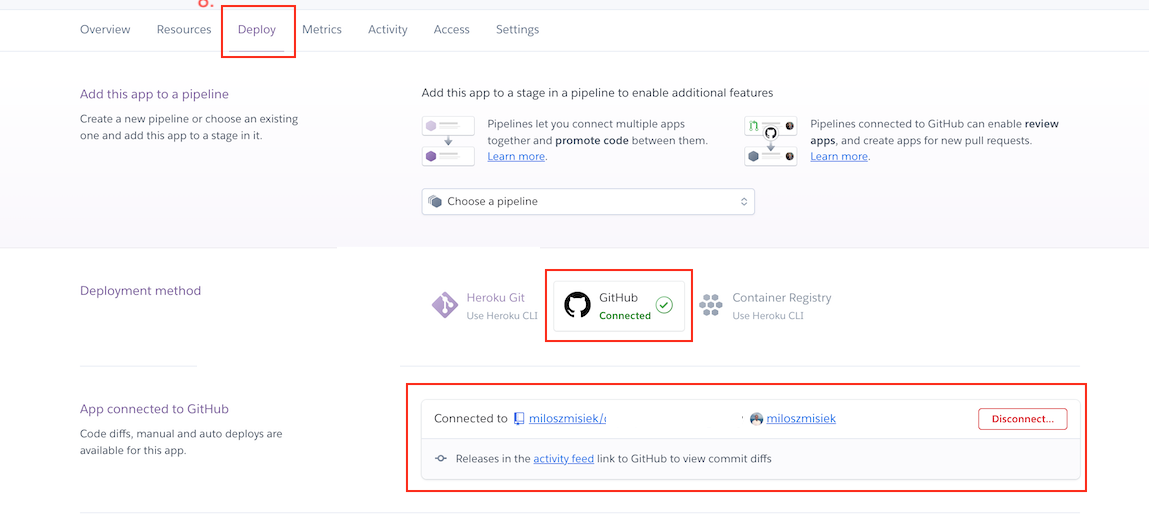 8.
Overview Resources Deploy Metrics Activity Access Settings
Add this app to a pipeline
Create a new pipeline or choose an existing
one and add this app to a stage in it.
Add this app to a stage in a pipeline to enable additional features
Pipelines let you connect multiple apps
together and promote code between them.
Learn more.
Pipelines connected to GitHub can enable review
apps, and create apps for new pull requests.
Learn more.
Choose a pipeline
Deployment method
Heroku Git
Use Heroku CLI
GitHub
Connected
Container Registry
Use Heroku CLI
App connected to GitHub
Code diffs, manual and auto deploys are
available for this app.
Connected to miloszmisiek/ miloszmisiek Disconnect...
Releases in the activity feed link to GitHub to view commit diffs